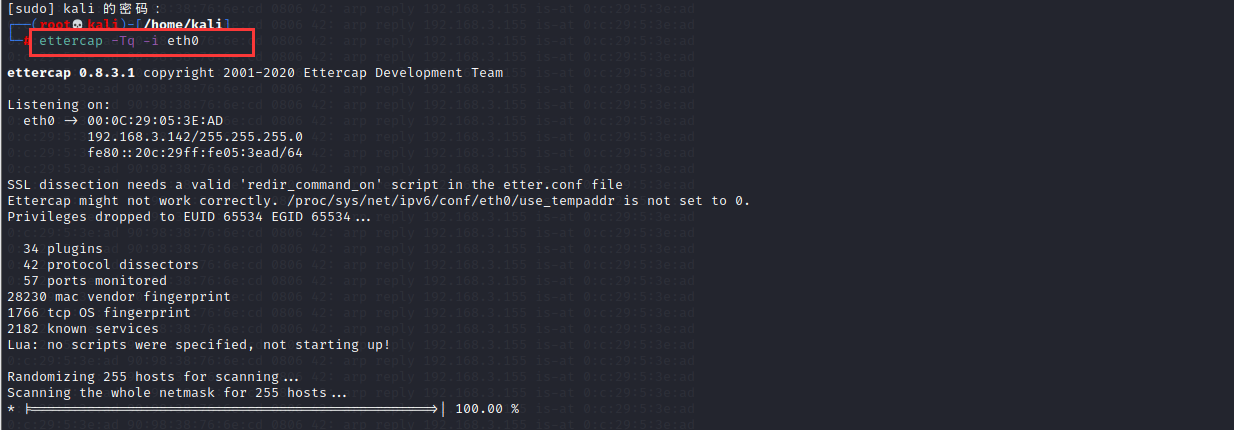 [sudo] kali 的密码：
┌──(root💀kali)-[/home/kali]
└─# ettercap -Tq -i eth0
ettercap 0.8.3.1 copyright 2001-2020 Ettercap Development Team
Listening on:
eth0 -> 00:0C:29:05:3E:AD
192.168.3.142/255.255.255.0
fe80::20c:29ff:fe05:3ead/64
SSL dissection needs a valid 'redir_command_on' script in the etter.conf file
Ettercap might not work correctly. /proc/sys/net/ipv6/conf/eth0/use_tempaddr is not set to 0.
Privileges dropped to EUID 65534 EGID 65534...
34 plugins
42 protocol dissectors
57 ports monitored
28230 mac vendor fingerprint
1766 tcp OS fingerprint
2182 known services
Lua: no scripts were specified, not starting up!
Randomizing 255 hosts for scanning...
Scanning the whole netmask for 255 hosts...
* |==================================================>| 100.00 %